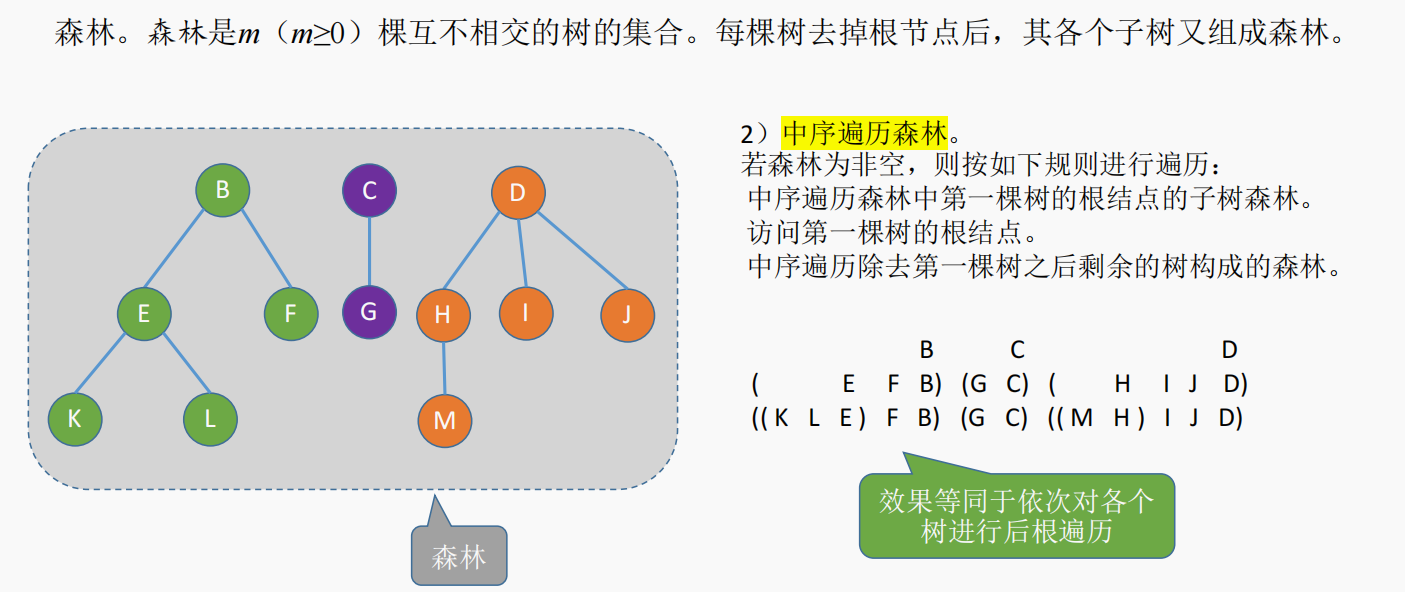 森林。森林是m（m≥0）棵互不相交的树的集合。每棵树去掉根节点后，其各个子树又组成森林。
B
C
D
E
F
G
H
I
J
K
L
M
森林
2）中序遍历森林。
若森林为非空，则按如下规则进行遍历：
中序遍历森林中第一棵树的根结点的子树森林。
访问第一棵树的根结点。
中序遍历除去第一棵树之后剩余的树构成的森林。
B C D
( E F B) (G C) ( H I J D)
((K L E) F B) (G C) ((M H) I J D)
效果等同于依次对各个
树进行后根遍历